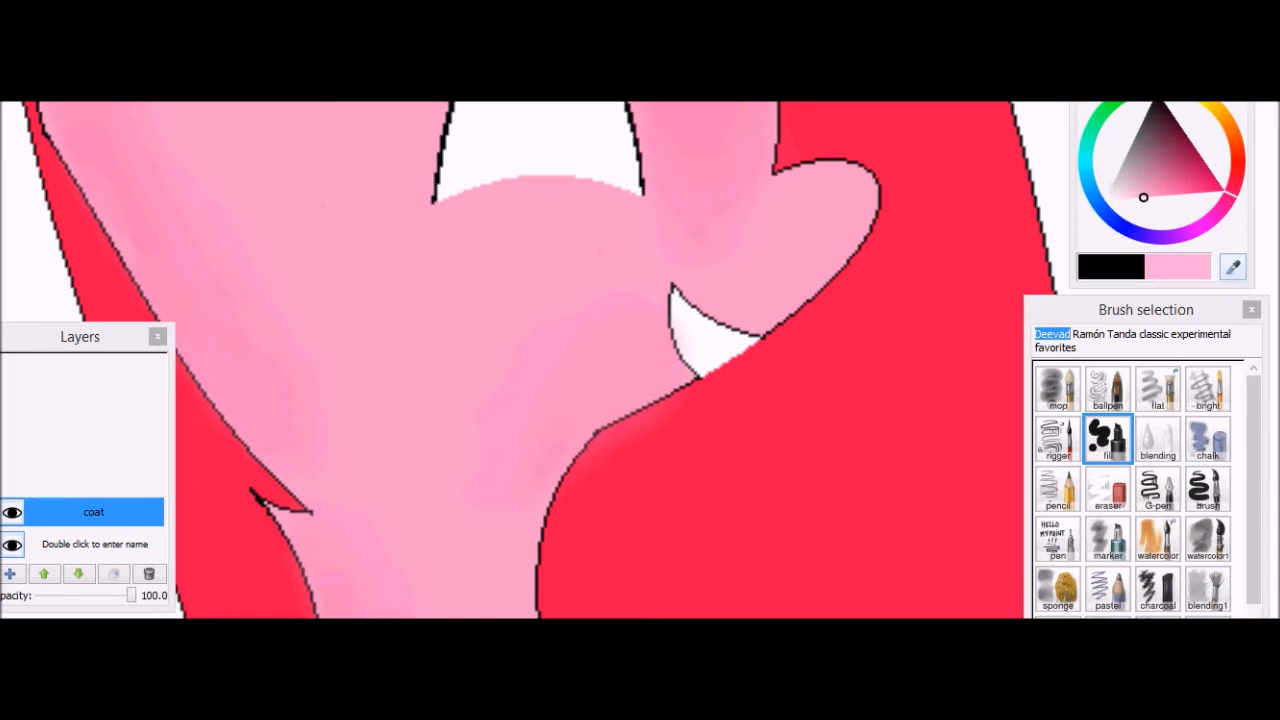 Layers
coat
Double click to enter name
pacity:
100.0
Brush selection
Deevad Ramón Tanda classic experimental
favorites
mop ballpen flat bright
rigger fill blending chalk
pencil eraser G-pen brush
HELLO
MYPAINT
!!!
pen marker watercolor watercolor1
sponge pastel charcoal blending1